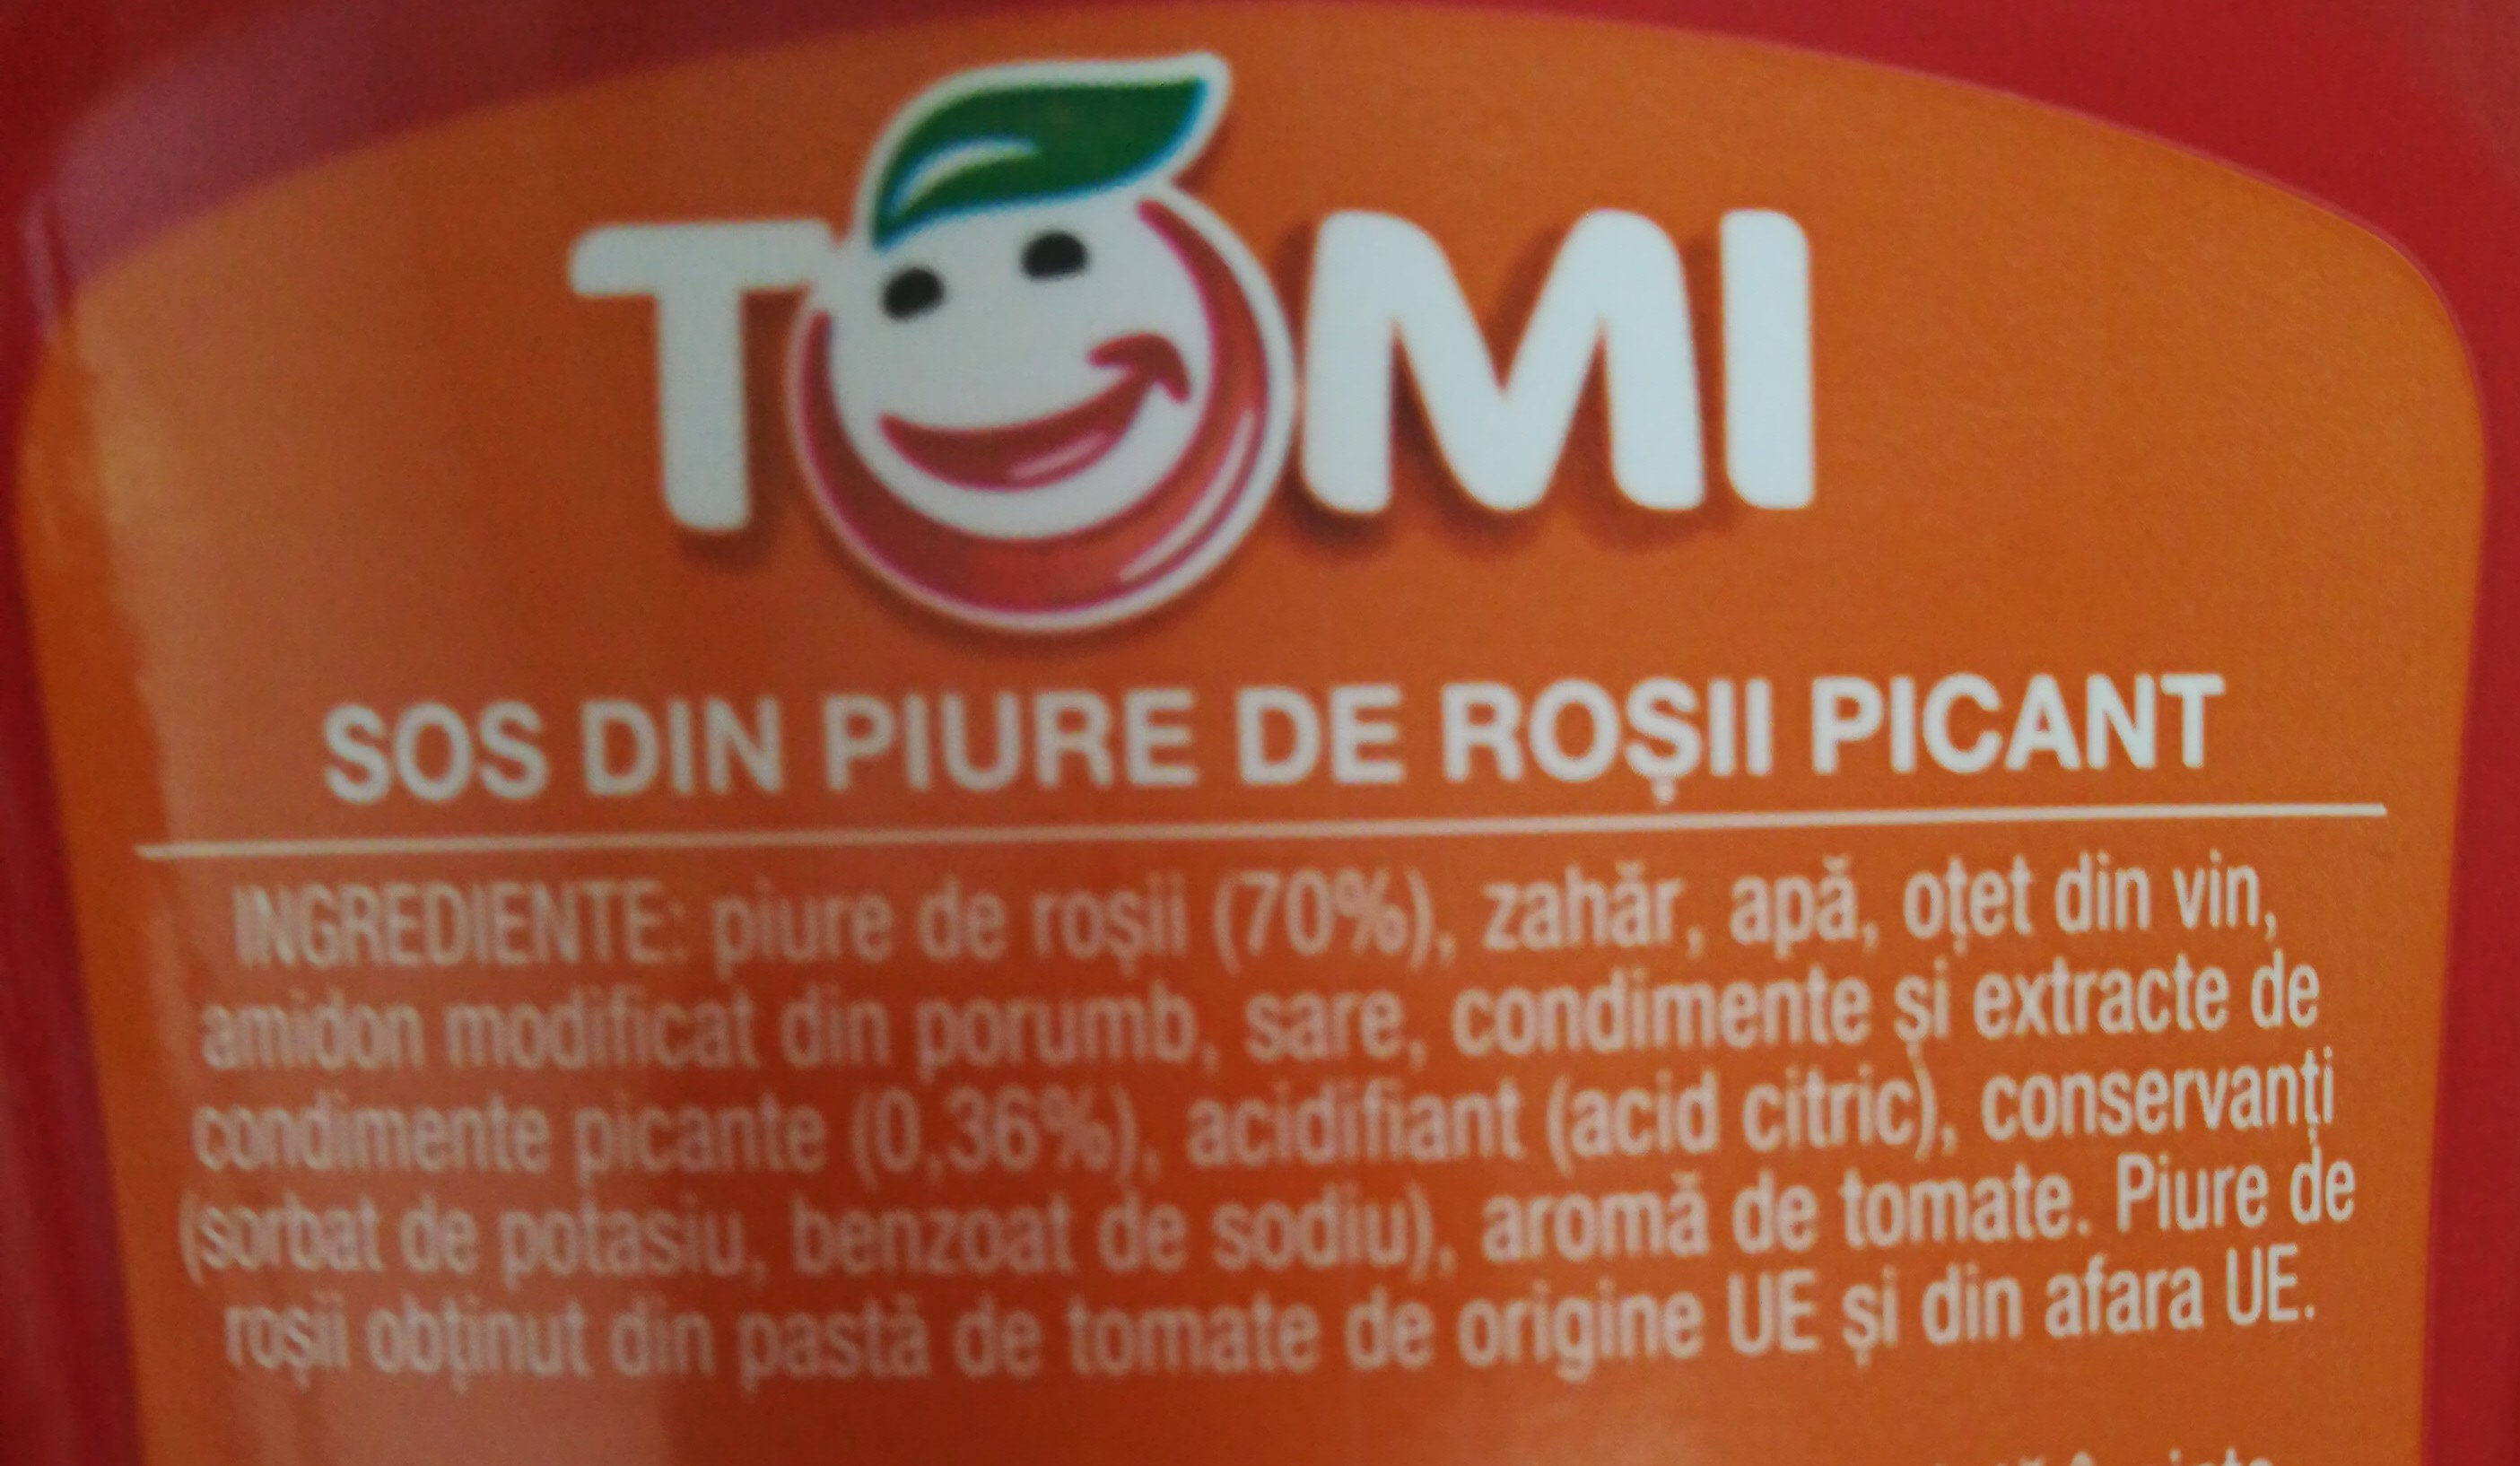 TOMI
SOS DIN PIURE DE ROȘII PICANT
INGREDIENTE: piure de roșii (70%), zahăr, apă, oțet din vin,
amidon modificat din porumb, sare, condimente și extracte de
condimente picante (0,36%), acidifiant (acid citric), conservanți
(sorbat de potasiu, benzoat de sodiu), aromă de tomate. Piure de
roșii obținut din pastă de tomate de origine UE și din afara UE.